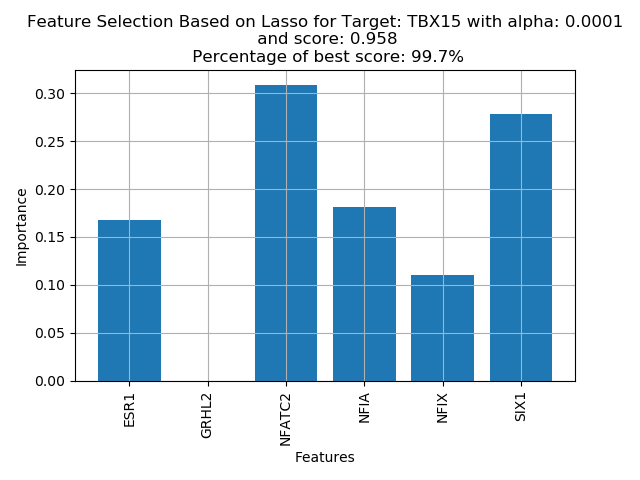 Feature Selection Based on Lasso for Target: TBX15 with alpha: 0.0001
and score: 0.958
Percentage of best score: 99.7%
Importance
0.30
0.25
0.20
0.15
0.10
0.05
0.00
ESR1
GRHL2
NFATC2
NFIA
NFIX
SIX1
Features